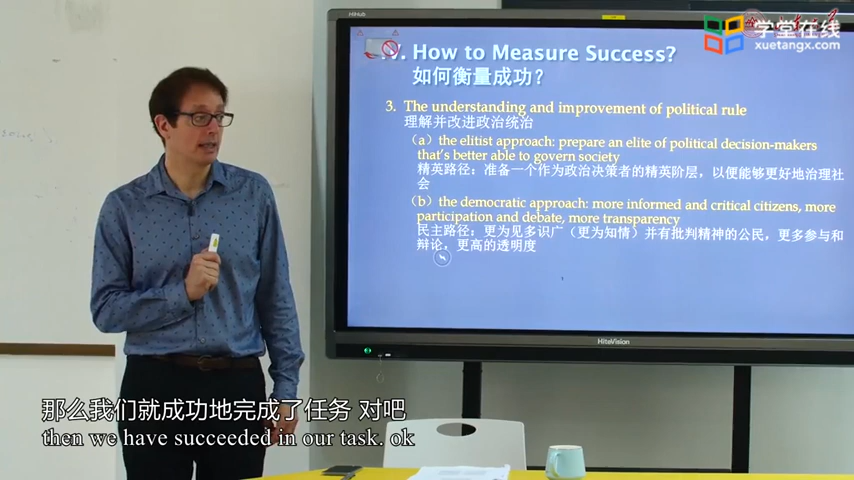 HiHub
学堂在线
xuetangx.com
IV. How to Measure Success?
如何衡量成功？
3. The understanding and improvement of political rule
理解并改进政治统治
（a）the elitist approach: prepare an elite of political decision-makers
that's better able to govern society
精英路径：准备一个作为政治决策者的精英阶层，以便能够更好地治理社
会
（b）the democratic approach: more informed and critical citizens, more
participation and debate, more transparency
民主路径：更为见多识广（更为知情）并有批判精神的公民，更多参与和
辩论，更高的透明度
HiteVision
那么我们就成功地完成了任务 对吧
then we have succeeded in our task. ok